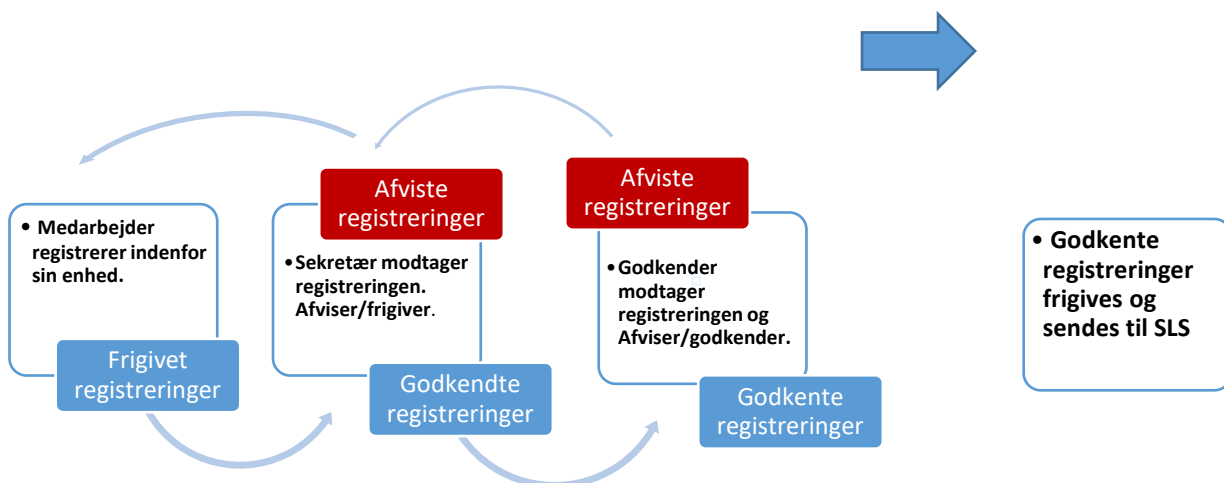 • Medarbejder
registrerer indenfor
sin enhed.
Frigivet
registreringer
Afviste
registreringer
•Sekretær modtager
registreringen.
Afviser/frigiver.
Godkendte
registreringer
Afviste
registreringer
•Godkender
modtager
registreringen og
Afviser/godkender.
Godkente
registreringer
• Godkente
registreringer
frigives og
sendes til SLS